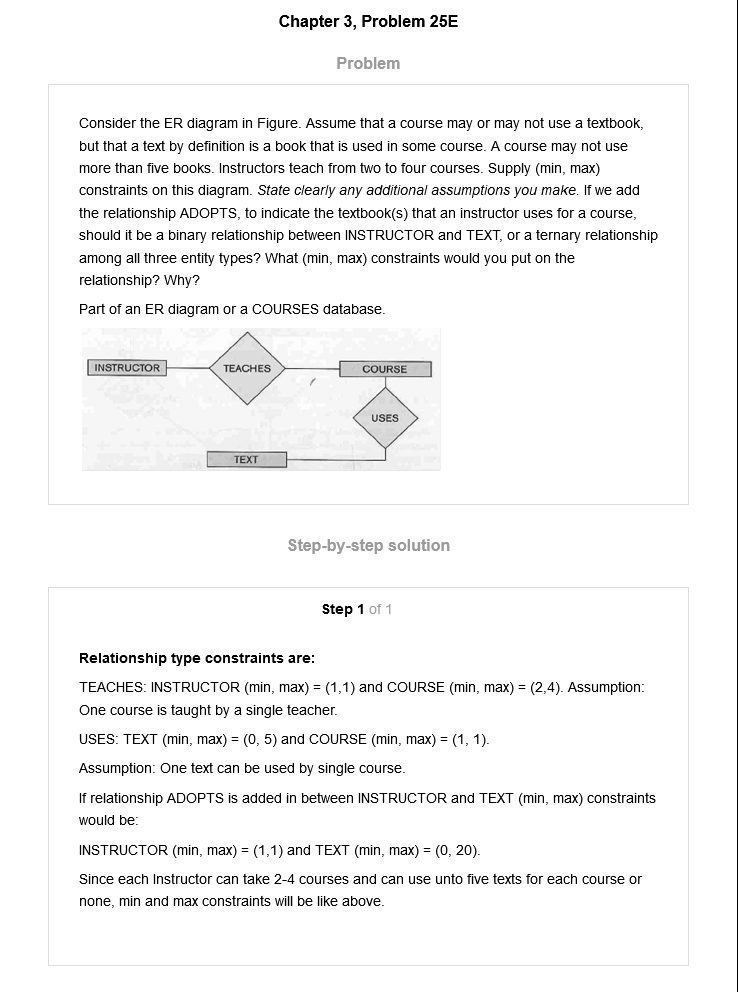 Chapter 3, Problem 25E
Problem
Consider the ER diagram in Figure. Assume that a course may or may not use a textbook,
but that a text by definition is a book that is used in some course. A course may not use
more than five books. Instructors teach from two to four courses. Supply (min, max)
constraints on this diagram. State clearly any additional assumptions you make. If we add
the relationship ADOPTS, to indicate the textbook(s) that an instructor uses for a course,
should it be a binary relationship between INSTRUCTOR and TEXT, or a ternary relationship
among all three entity types? What (min, max) constraints would you put on the
relationship? Why?
Part of an ER diagram or a COURSES database.
INSTRUCTOR
TEACHES
COURSE
USES
TEXT
Step-by-step solution
Step 1 of 1
Relationship type constraints are:
TEACHES: INSTRUCTOR (min, max) = (1,1) and COURSE (min, max) = (2,4). Assumption:
One course is taught by a single teacher.
USES: TEXT (min, max) = (0, 5) and COURSE (min, max) = (1, 1).
Assumption: One text can be used by single course.
If relationship ADOPTS is added in between INSTRUCTOR and TEXT (min, max) constraints
would be:
INSTRUCTOR (min, max) = (1,1) and TEXT (min, max) = (0, 20).
Since each Instructor can take 2-4 courses and can use unto five texts for each course or
none, min and max constraints will be like above.